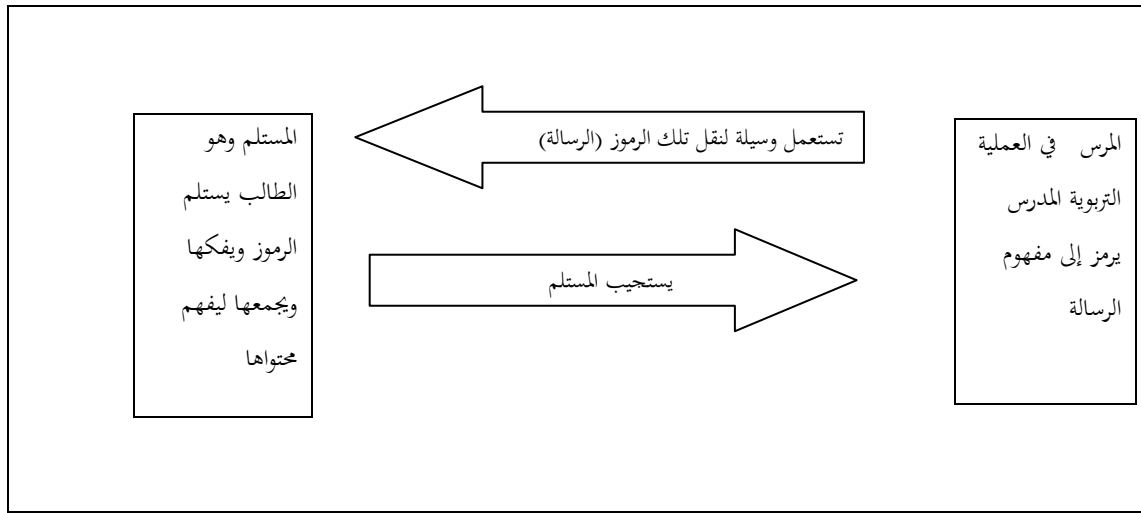 المرس في العملية
التربوية المدرس
يرمز إلى مفهوم
الرسالة
تستعمل وسيلة لنقل تلك الرموز (الرسالة)
يستجيب المستلم
المستلم وهو
الطالب يستلم
الرموز ويفكها
ويجمعها ليفهم
محتواها